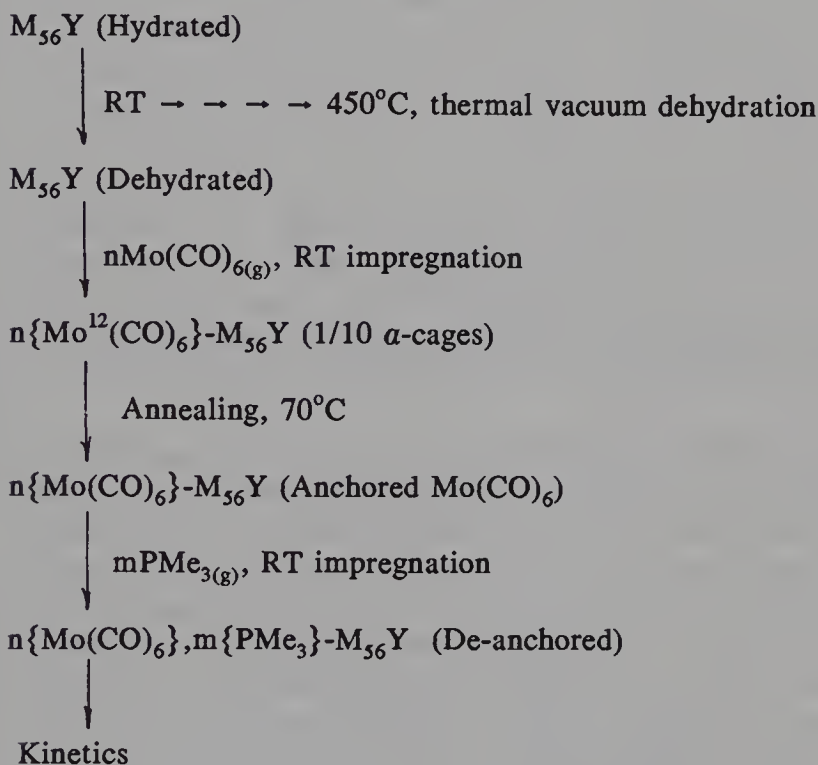 M₅₆Y (Hydrated)
RT → → → → 450°C, thermal vacuum dehydration
M₅₆Y (Dehydrated)
nMo(CO)₆₍g₎, RT impregnation
n{Mo¹²(CO)₆}-M₅₆Y (1/10 α-cages)
Annealing, 70°C
n{Mo(CO)₆}-M₅₆Y (Anchored Mo(CO)₆)
mPMe₃₍g₎, RT impregnation
n{Mo(CO)₆},m{PMe₃}-M₅₆Y (De-anchored)
Kinetics